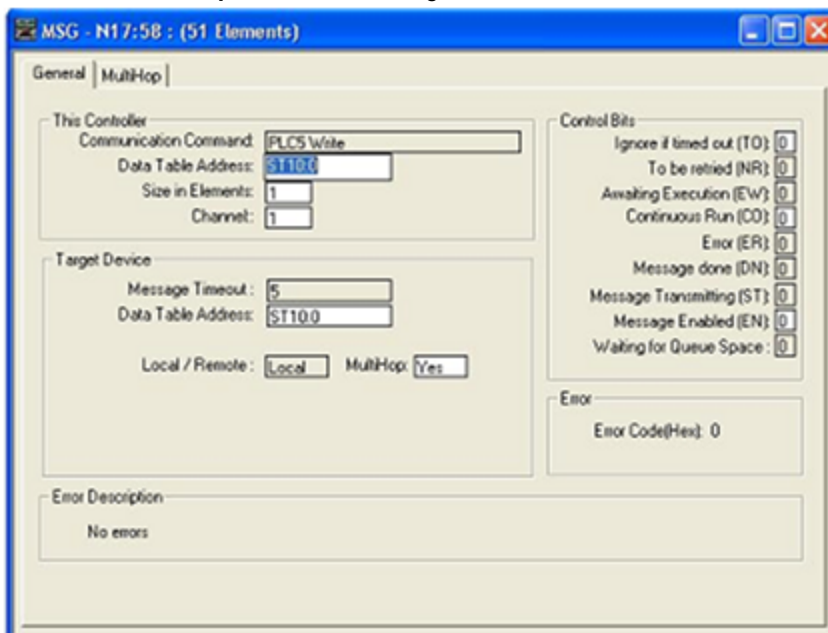 MSG - N17:58 : (51 Elements)
General MultiHop
This Controller
Communication Command: PLC5 Write
Data Table Address: ST10:0
Size in Elements: 1
Channel: 1
Target Device
Message Timeout : 5
Data Table Address: ST10:0
Local / Remote : Local MultiHop: Yes
Control Bits
Ignore if timed out (TO): 0
To be retried (NR): 0
Awaiting Execution (EW): 0
Continuous Run (CO): 0
Error (ER): 0
Message done (DN): 0
Message Transmitting (ST): 0
Message Enabled (EN): 0
Waiting for Queue Space : 0
Error
Error Code(Hex): 0
Error Description
No errors